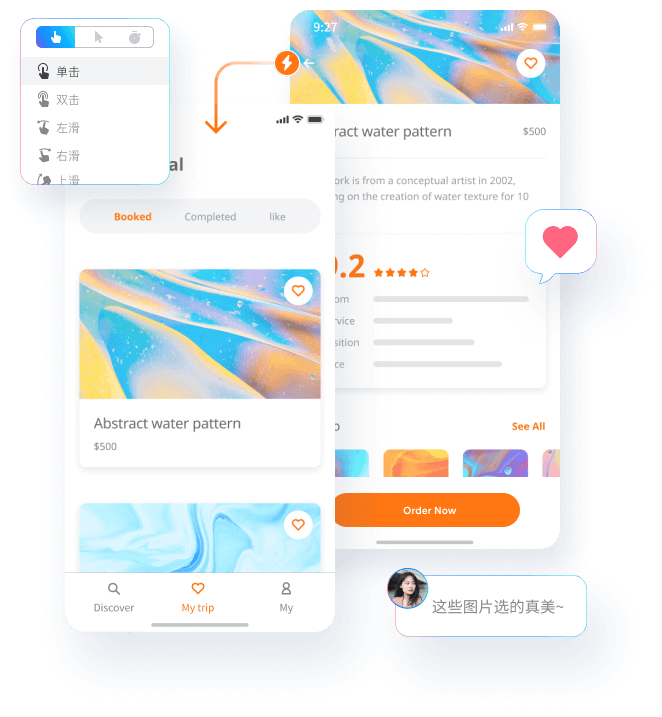 单击
双击
左滑
右滑
上滑
al
Booked
Completed
like
Abstract water pattern
$500
Discover
My trip
My
9:27
ract water pattern
$500
ork is from a conceptual artist in 2002,
ng on the creation of water texture for 10
.2
om
rvice
sition
ce
o
See All
Order Now
这些图片选的真美~